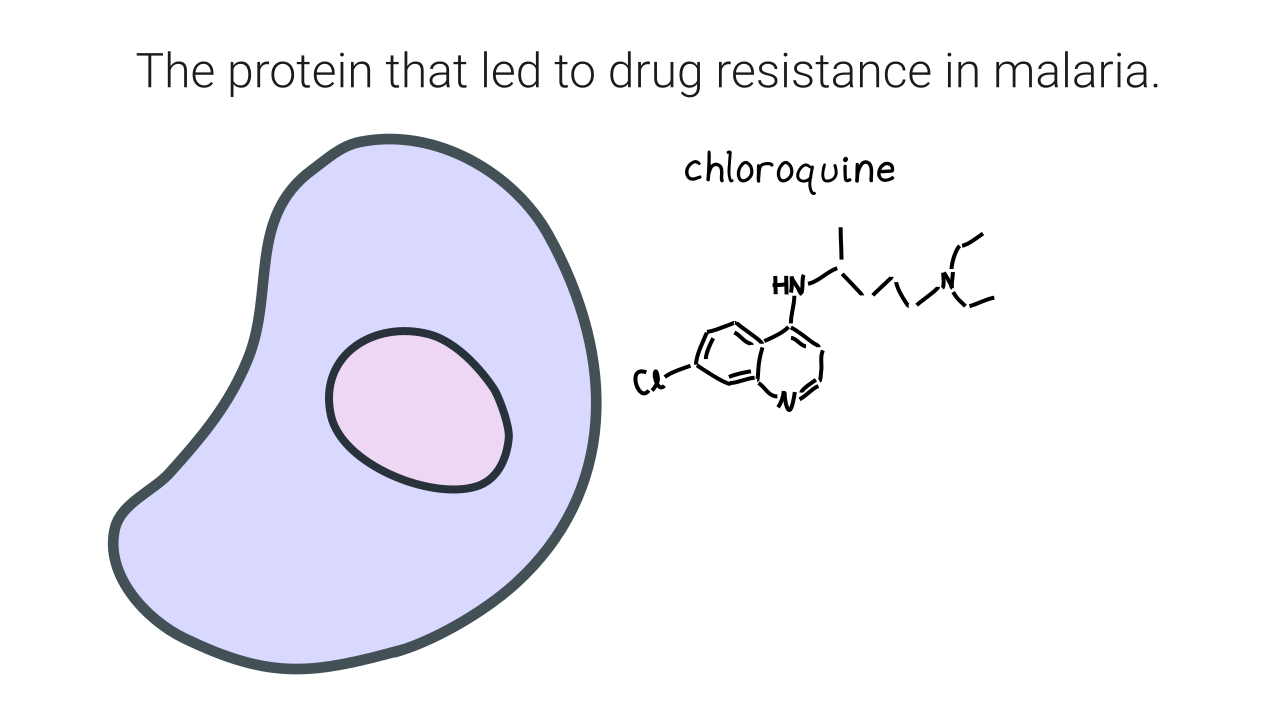 The protein that led to drug resistance in malaria.
chloroquine
HN
N
Cl
N